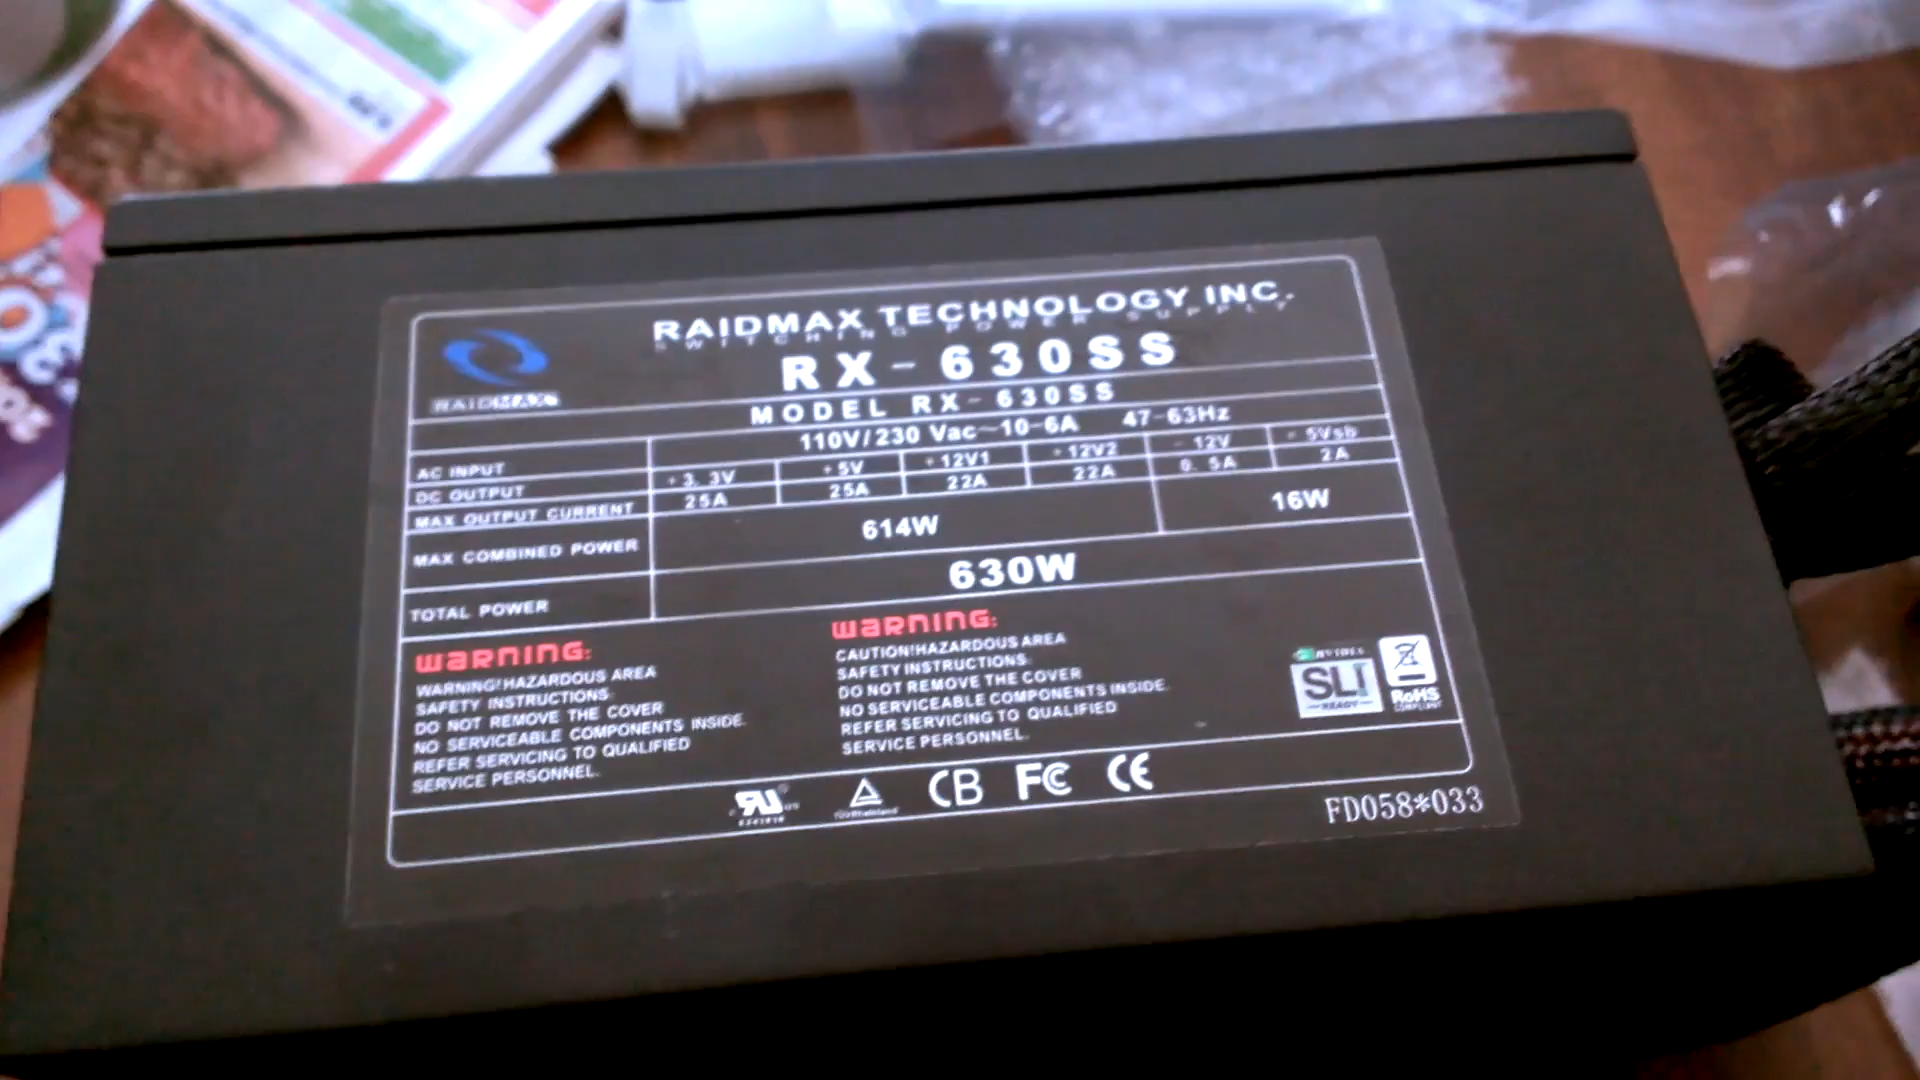 RAIDMAX TECHNOLOGY INC.
SWITCHING POWER SUPPLY
RX-630SS
RAIDMAX
MODEL RX-630SS
AC INPUT 110V/230 Vac~10-6A 47-63Hz
DC OUTPUT +3.3V +5V +12V1 +12V2 -12V +5Vsb
MAX OUTPUT CURRENT 25A 25A 22A 22A 0.5A 2A
MAX COMBINED POWER 614W 16W
TOTAL POWER 630W
WARNING:
WARNING!HAZARDOUS AREA
SAFETY INSTRUCTIONS:
DO NOT REMOVE THE COVER
NO SERVICEABLE COMPONENTS INSIDE.
REFER SERVICING TO QUALIFIED
SERVICE PERSONNEL.
WARNING:
CAUTION!HAZARDOUS AREA
SAFETY INSTRUCTIONS:
DO NOT REMOVE THE COVER
NO SERVICEABLE COMPONENTS INSIDE.
REFER SERVICING TO QUALIFIED
SERVICE PERSONNEL.
NVIDIA
SLI
READY
RoHS
COMPLIANT
TÜVRheinland
CB FC CE
FD058*033